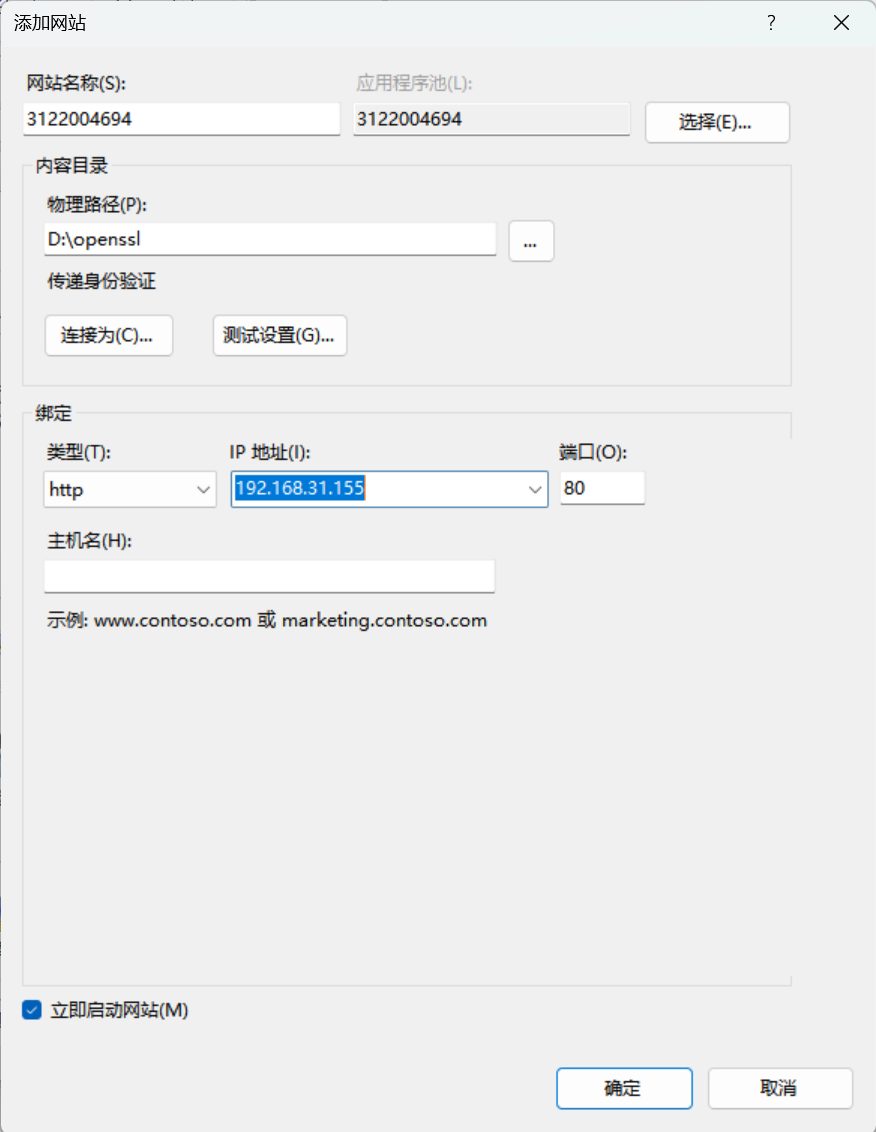 添加网站
?
网站名称(S):
应用程序池(L):
3122004694
3122004694
选择(E)...
内容目录
物理路径(P):
D:\openssl
...
传递身份验证
连接为(C)...
测试设置(G)...
绑定
类型(T):
IP 地址(I):
端口(O):
http
192.168.31.155
80
主机名(H):
示例: www.contoso.com 或 marketing.contoso.com
立即启动网站(M)
确定
取消